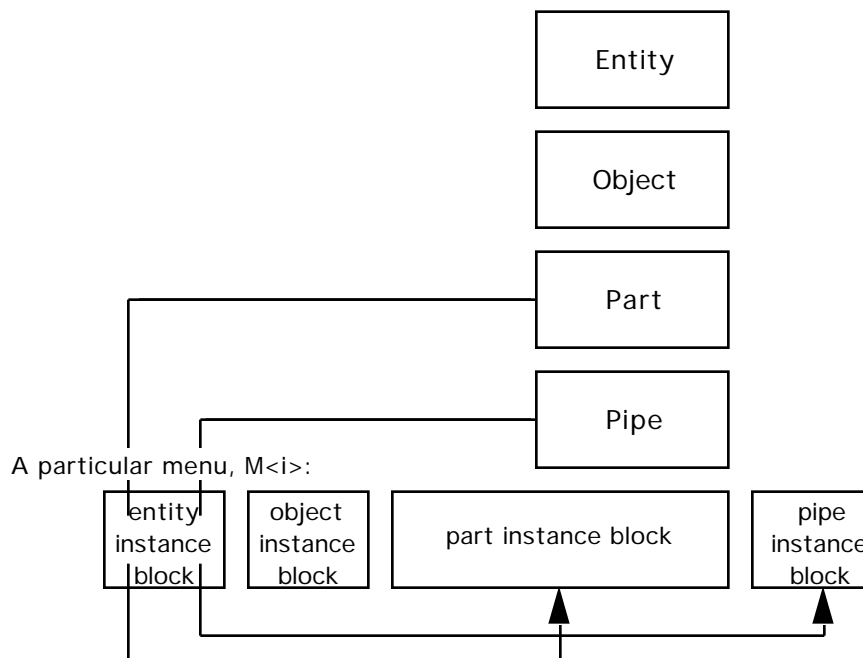 Entity
Object
Part
Pipe
A particular menu, M<i>:
entity
instance
block
object
instance
block
part instance block
pipe
instance
block